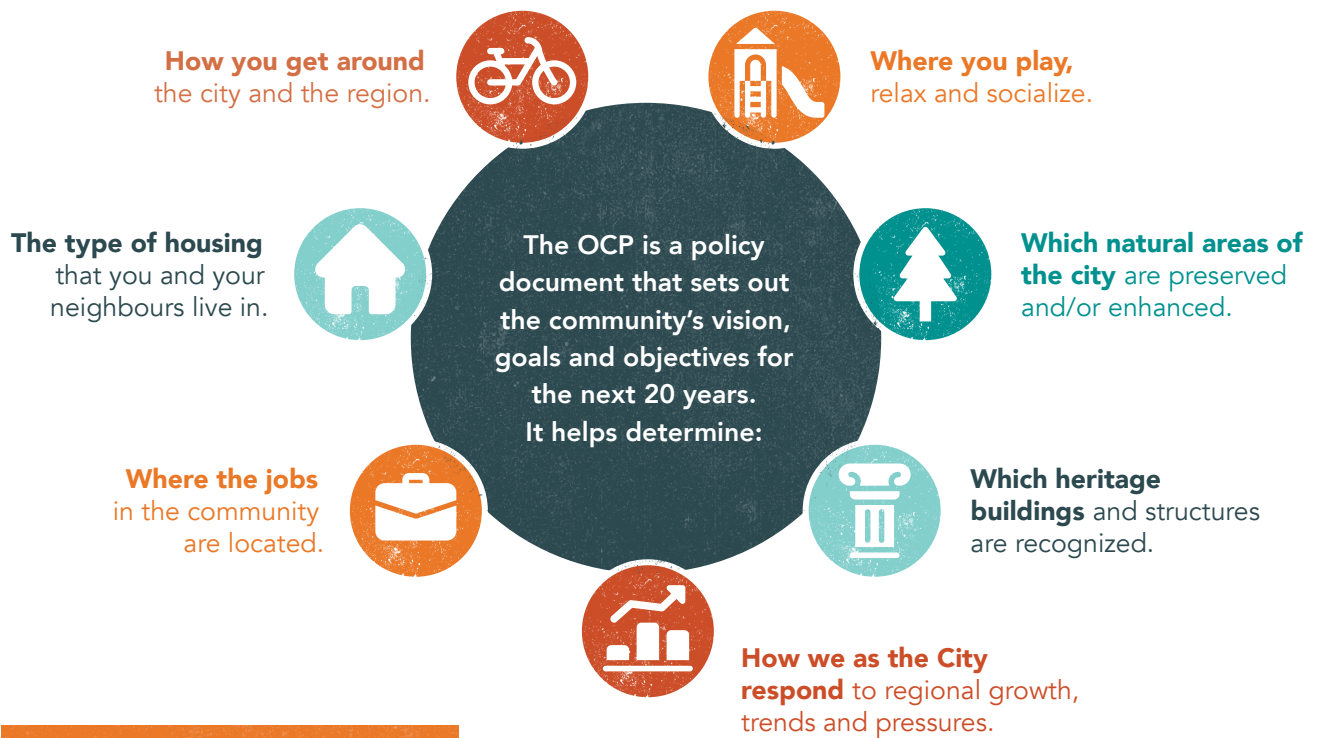 How you get around
the city and the region.
Where you play,
relax and socialize.
The type of housing
that you and your
neighbours live in.
The OCP is a policy
document that sets out
the community’s vision,
goals and objectives for
the next 20 years.
It helps determine:
Which natural areas of
the city are preserved
and/or enhanced.
Where the jobs
in the community
are located.
Which heritage
buildings and structures
are recognized.
How we as the City
respond to regional growth,
trends and pressures.